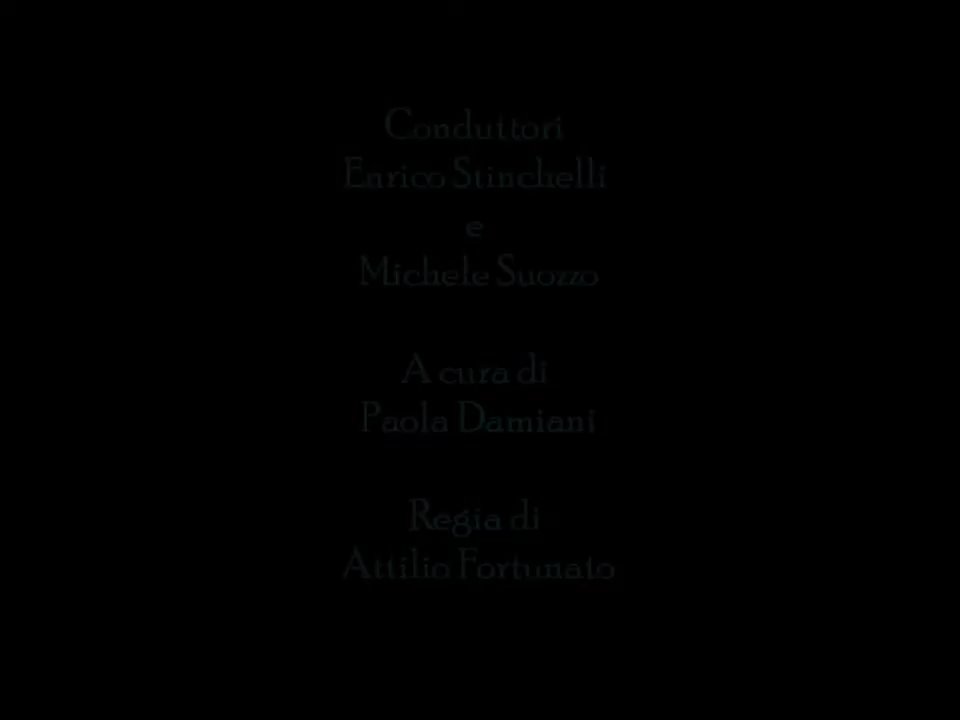 Conduttori
Enrico Stinchelli
e
Michele Suozzo
A cura di
Paola Damiani
Regia di
Attilio Fortunato